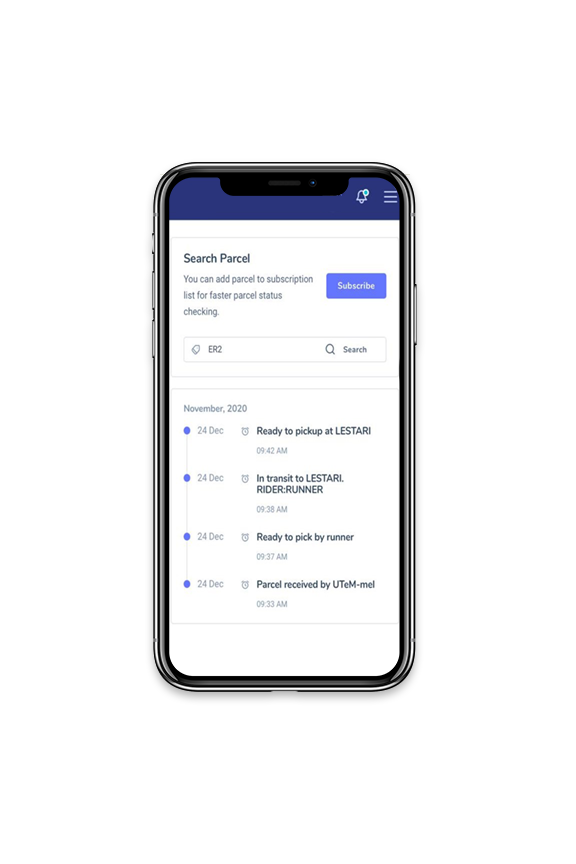 Search Parcel
You can add parcel to subscription
list for faster parcel status
checking.
Subscribe
ER2
Search
November, 2020
24 Dec
Ready to pickup at LESTARI
09:42 AM
24 Dec
In transit to LESTARI.
RIDER:RUNNER
09:38 AM
24 Dec
Ready to pick by runner
09:37 AM
24 Dec
Parcel received by UTeM-mel
09:33 AM